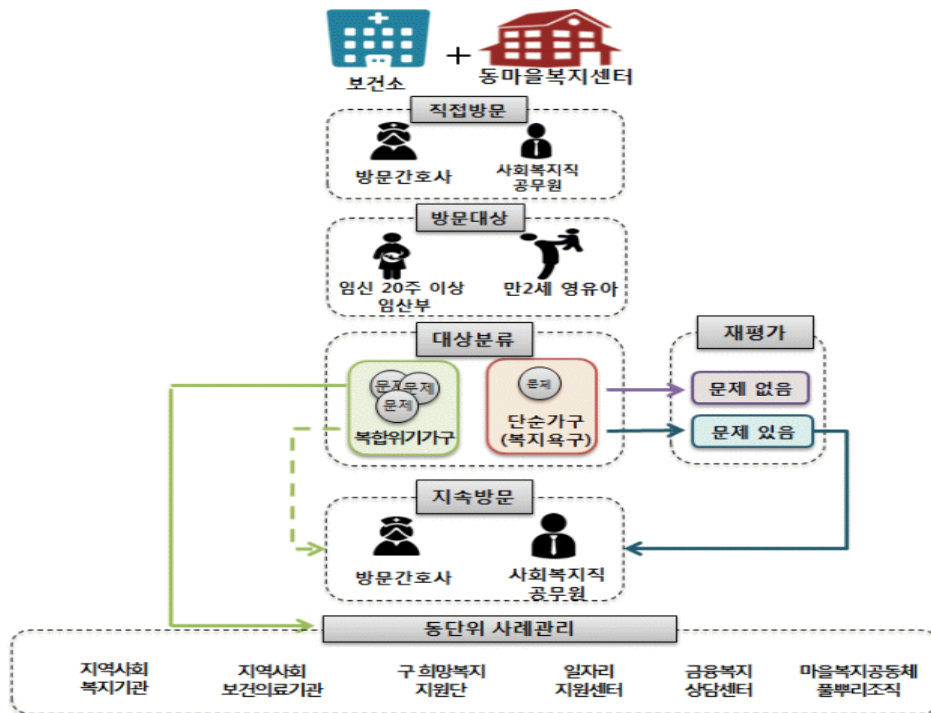 보건소
+
동마을복지센터
직접방문
방문간호사
사회복지직
공무원
방문대상
임신 20주 이상
임산부
만2세 영유아
대상분류
재평가
문제
문제
문제
복합위기가구
문제
단순가구
(복지욕구)
문제 없음
문제 있음
지속방문
방문간호사
사회복지직
공무원
동단위 사례관리
지역사회
복지기관
지역사회
보건의료기관
구 희망복지
지원단
일자리
지원센터
금융복지
상담센터
마을복지공동체
풀뿌리조직